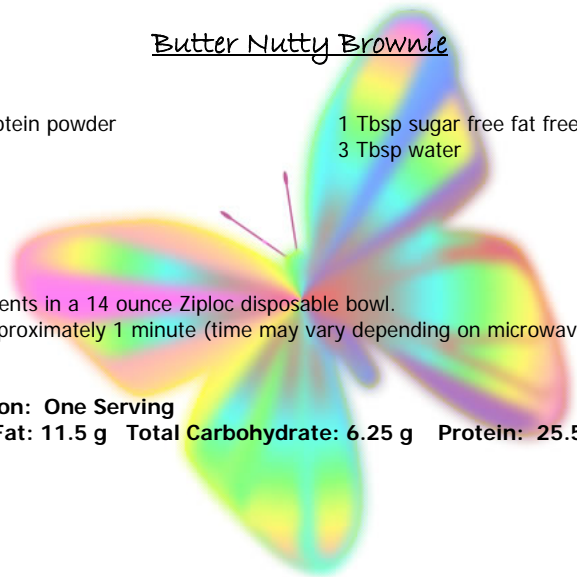 Butter Nutty Brownie
otein powder 1 Tbsp sugar free fat free
3 Tbsp water
ents in a 14 ounce Ziploc disposable bowl.
proximately 1 minute (time may vary depending on microwav
on: One Serving
Fat: 11.5 g Total Carbohydrate: 6.25 g Protein: 25.5